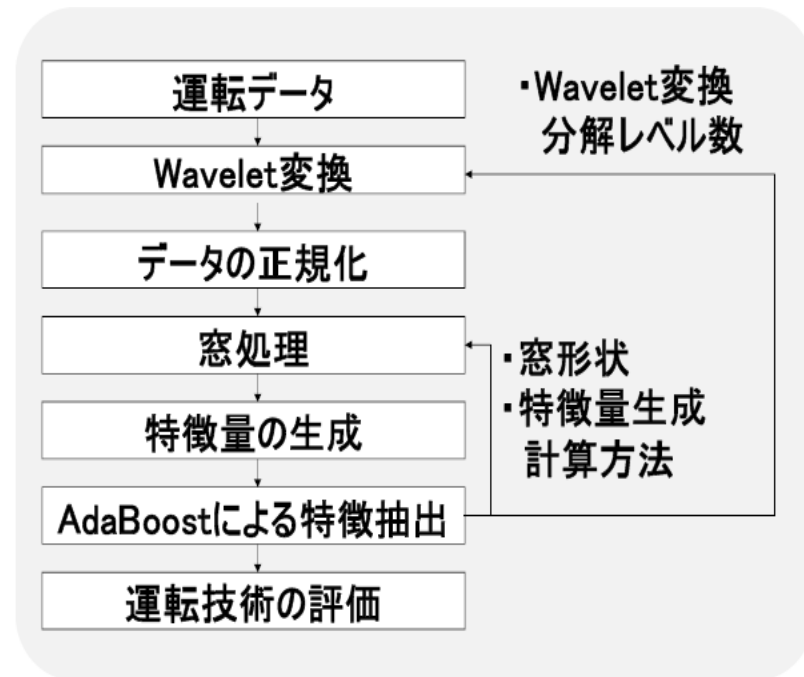 運転データ
・Wavelet変換
分解レベル数
Wavelet変換
データの正規化
窓処理
・窓形状
・特徴量生成
計算方法
特徴量の生成
AdaBoostによる特徴抽出
運転技術の評価